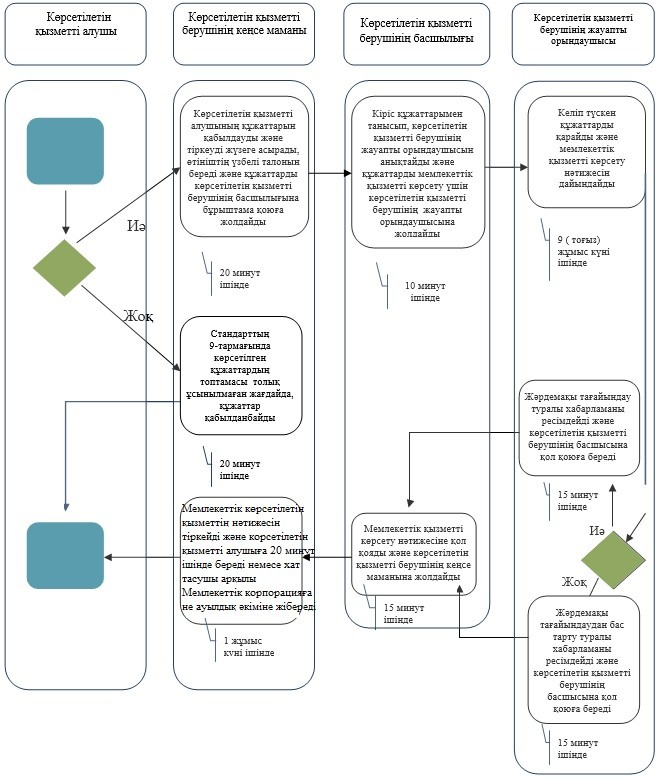 Көрсетілетін
қызметті алушы
Көрсетілетін қызметті
берушінің кеңсе маманы
Көрсетілетін қызметті
берушінің басшылығы
Көрсетілетін қызметті
берушінің жауапты
орындаушысы
Көрсетілетін қызметті
алушының құжаттарын
қабылдауды және
тіркеуді жүзеге асырады,
өтініштің үзбелі талонын
береді және құжаттарды
көрсетілетін қызметті
берушінің басшылығына
бұрыштама қоюға
жолдайды
Кіріс құжаттарымен
танысып, көрсетілетін
қызметті берушінің
жауапты орындаушысын
анықтайды және
құжаттарды мемлекеттік
қызметті көрсету үшін
көрсетілетін қызметті
берушінің жауапты
орындаушысына
жолдайды
Келіп түскен
құжаттарды
қарайды және
мемлекеттік
қызметті көрсету
нәтижесін
дайындайды
Иә
20 минут
ішінде
10 минут
ішінде
9 ( тоғыз)
жұмыс күні
ішінде
Жоқ
Стандарттың
9-тармағында
көрсетілген
құжаттардың
топтамасы толық
ұсынылмаған жағдайда,
құжаттар
қабылданбайды
20 минут
ішінде
Жәрдемақы тағайындау
туралы хабарламаны
ресімдейді және
көрсетілетін қызметті
берушінің басшысына
қол қоюға береді
15 минут
ішінде
Иә
Мемлекеттік көрсетілетін
қызметтін нәтижесін
тіркейді және корсетілетін
қызметті алушыға 20 минут
ішінде береді немесе хат
тасушы арқылы
Мемлекеттік корпорацияға
не ауылдық әкіміне жібереді
1 жұмыс
күні ішінде
Мемлекеттік қызметті
көрсету нәтижесіне қол
қояды және көрсетілетін
қызметті берушінің кеңсе
маманына жолдайды
15 минут
ішінде
Жоқ
Жәрдемақы
тағайындаудан бас
тарту туралы
хабарламаны
ресімдейді және
көрсетілетін қызметті
берушінің
басшысына қол
қоюға береді
15 минут
ішінде